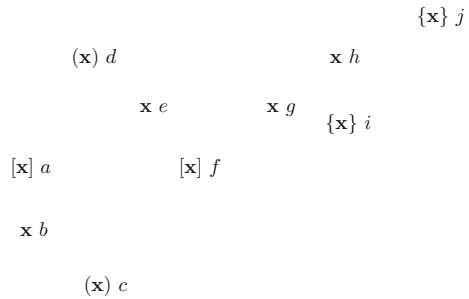 {x} j
(x) d
x h
x e
x g
{x} i
[x] a
[x] f
x b
(x) c